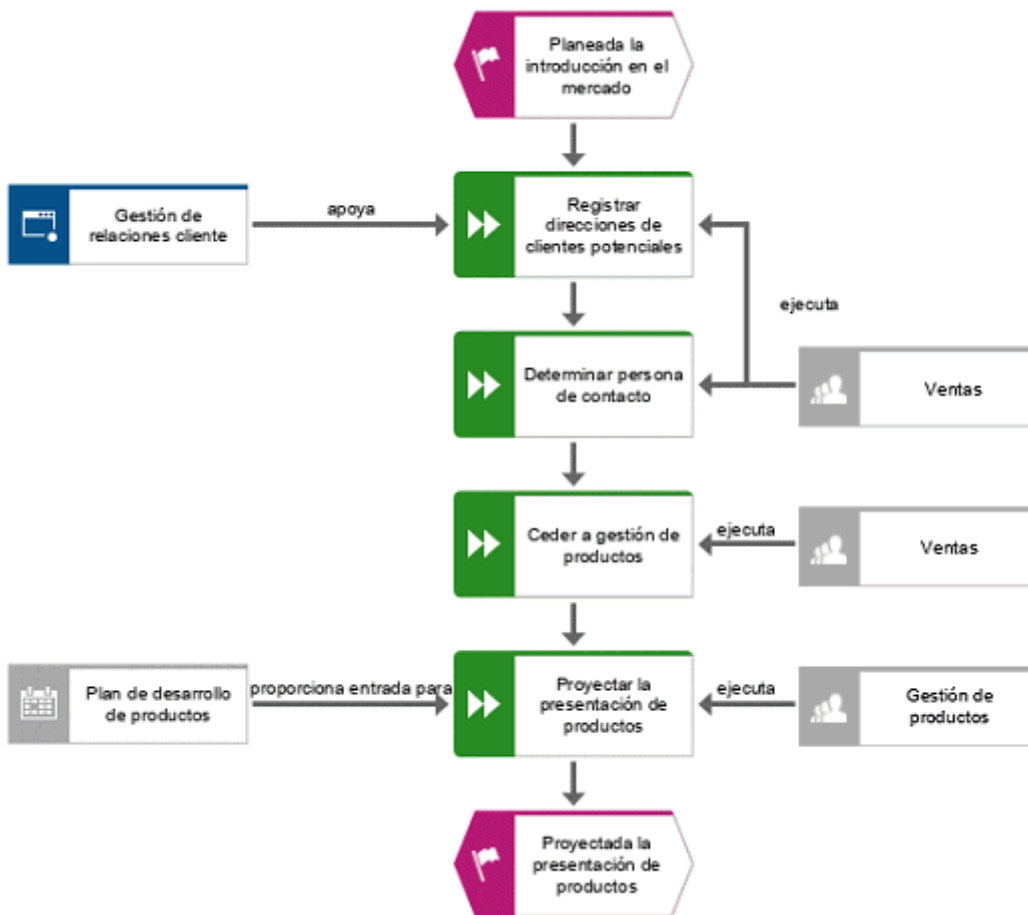 Planeada la
introducción en el
mercado
Gestión de
relaciones cliente
apoya
Registrar
direcciones de
clientes potenciales
ejecuta
Determinar persona
de contacto
Ventas
Ceder a gestión de
productos
ejecuta
Ventas
Plan de desarrollo
de productos
proporciona entrada para
Proyectar la
presentación de
productos
ejecuta
Gestión de
productos
Proyectada la
presentación de
productos